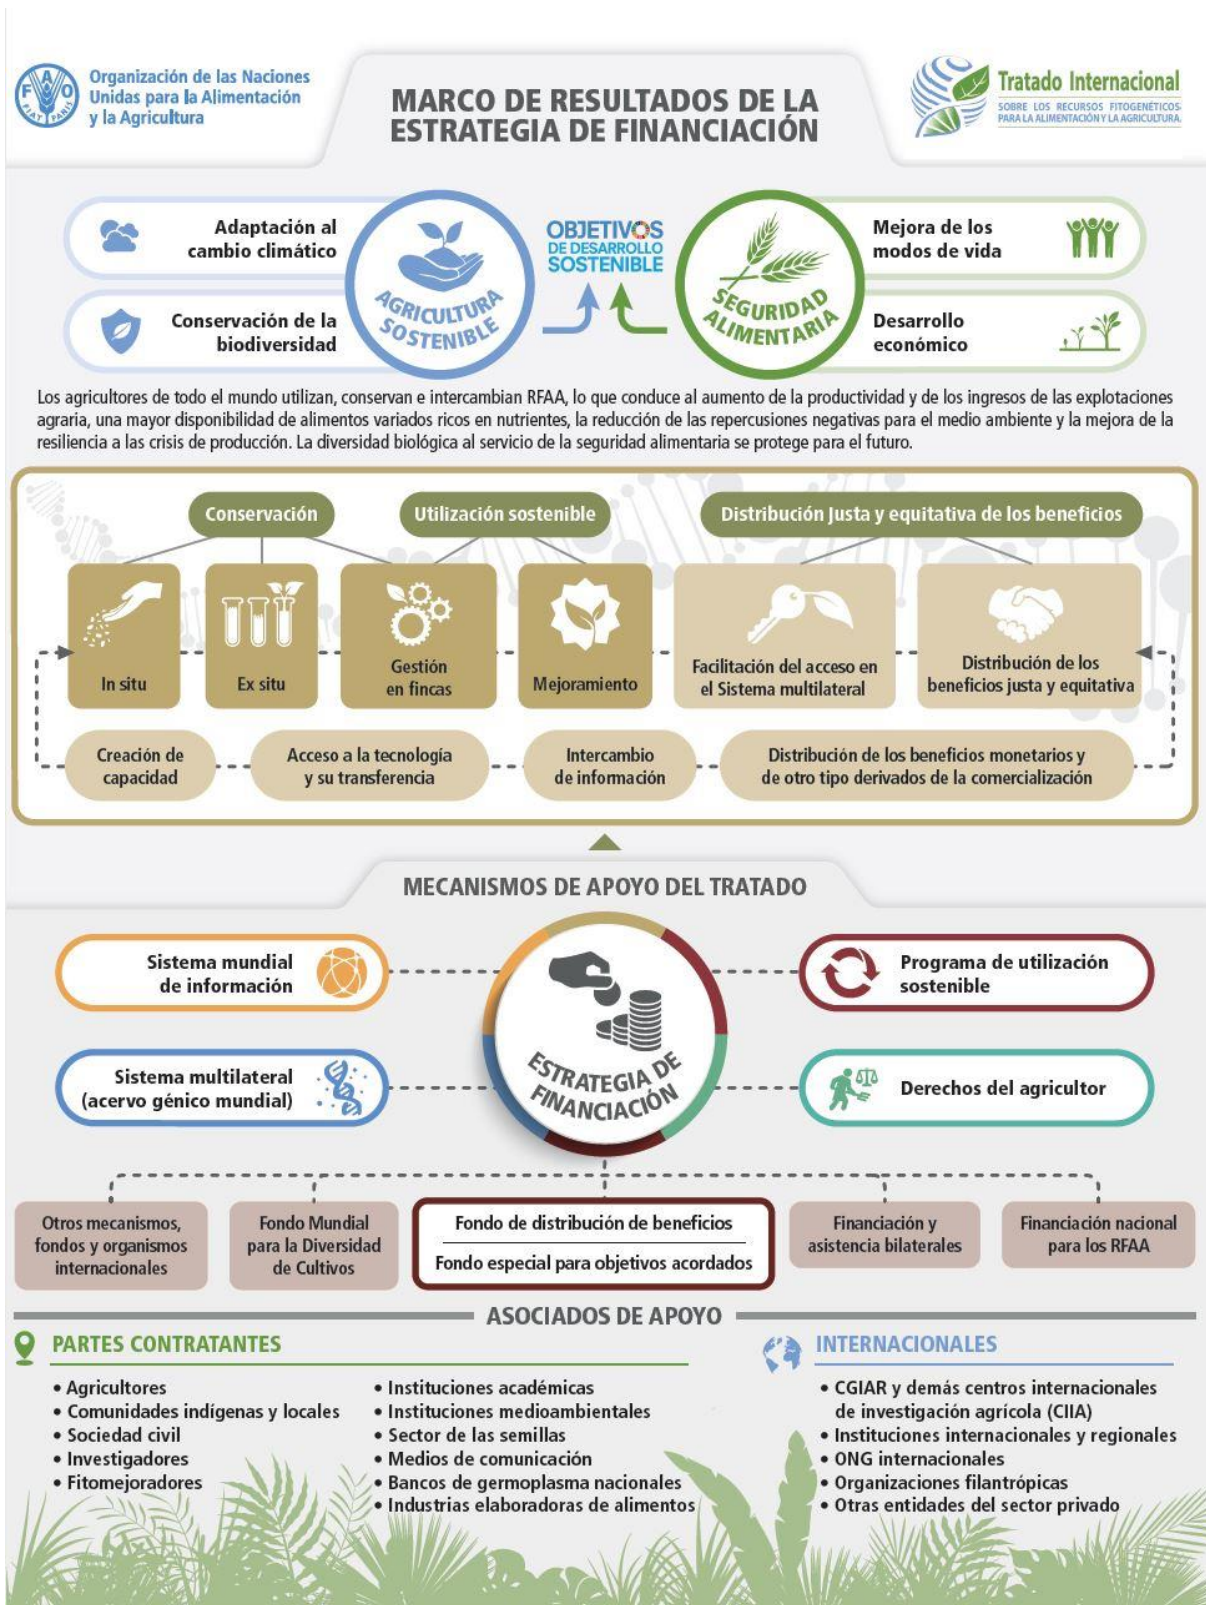 Organización de las Naciones
Unidas para la Alimentación
y la Agricultura
FAO
FIAT PANIS
MARCO DE RESULTADOS DE LA
ESTRATEGIA DE FINANCIACIÓN
Tratado Internacional
SOBRE LOS RECURSOS FITOGENÉTICOS
PARA LA ALIMENTACIÓN Y LA AGRICULTURA
Adaptación al
cambio climático
Conservación de la
biodiversidad
AGRICULTURA
SOSTENIBLE
OBJETIVOS
DE DESARROLLO
SOSTENIBLE
SEGURIDAD
ALIMENTARIA
Mejora de los
modos de vida
Desarrollo
económico
Los agricultores de todo el mundo utilizan, conservan e intercambian RFAA, lo que conduce al aumento de la productividad y de los ingresos de las explotaciones
agraria, una mayor disponibilidad de alimentos variados ricos en nutrientes, la reducción de las repercusiones negativas para el medio ambiente y la mejora de la
resiliencia a las crisis de producción. La diversidad biológica al servicio de la seguridad alimentaria se protege para el futuro.
Conservación
Utilización sostenible
Distribución Justa y equitativa de los beneficios
In situ
Ex situ
Gestión
en fincas
Mejoramiento
Facilitación del acceso en
el Sistema multilateral
Distribución de los
beneficios justa y equitativa
Creación de
capacidad
Acceso a la tecnología
y su transferencia
Intercambio
de información
Distribución de los beneficios monetarios y
de otro tipo derivados de la comercialización
MECANISMOS DE APOYO DEL TRATADO
Sistema mundial
de información
Sistema multilateral
(acervo génico mundial)
ESTRATEGIA DE
FINANCIACIÓN
Programa de utilización
sostenible
Derechos del agricultor
Otros mecanismos,
fondos y organismos
internacionales
Fondo Mundial
para la Diversidad
de Cultivos
Fondo de distribución de beneficios
Fondo especial para objetivos acordados
Financiación y
asistencia bilaterales
Financiación nacional
para los RFAA
ASOCIADOS DE APOYO
PARTES CONTRATANTES
• Agricultores
• Comunidades indígenas y locales
• Sociedad civil
• Investigadores
• Fitomejoradores
• Instituciones académicas
• Instituciones medioambientales
• Sector de las semillas
• Medios de comunicación
• Bancos de germoplasma nacionales
• Industrias elaboradoras de alimentos
INTERNACIONALES
• CGIAR y demás centros internacionales
de investigación agrícola (CIIA)
• Instituciones internacionales y regionales
• ONG internacionales
• Organizaciones filantrópicas
• Otras entidades del sector privado